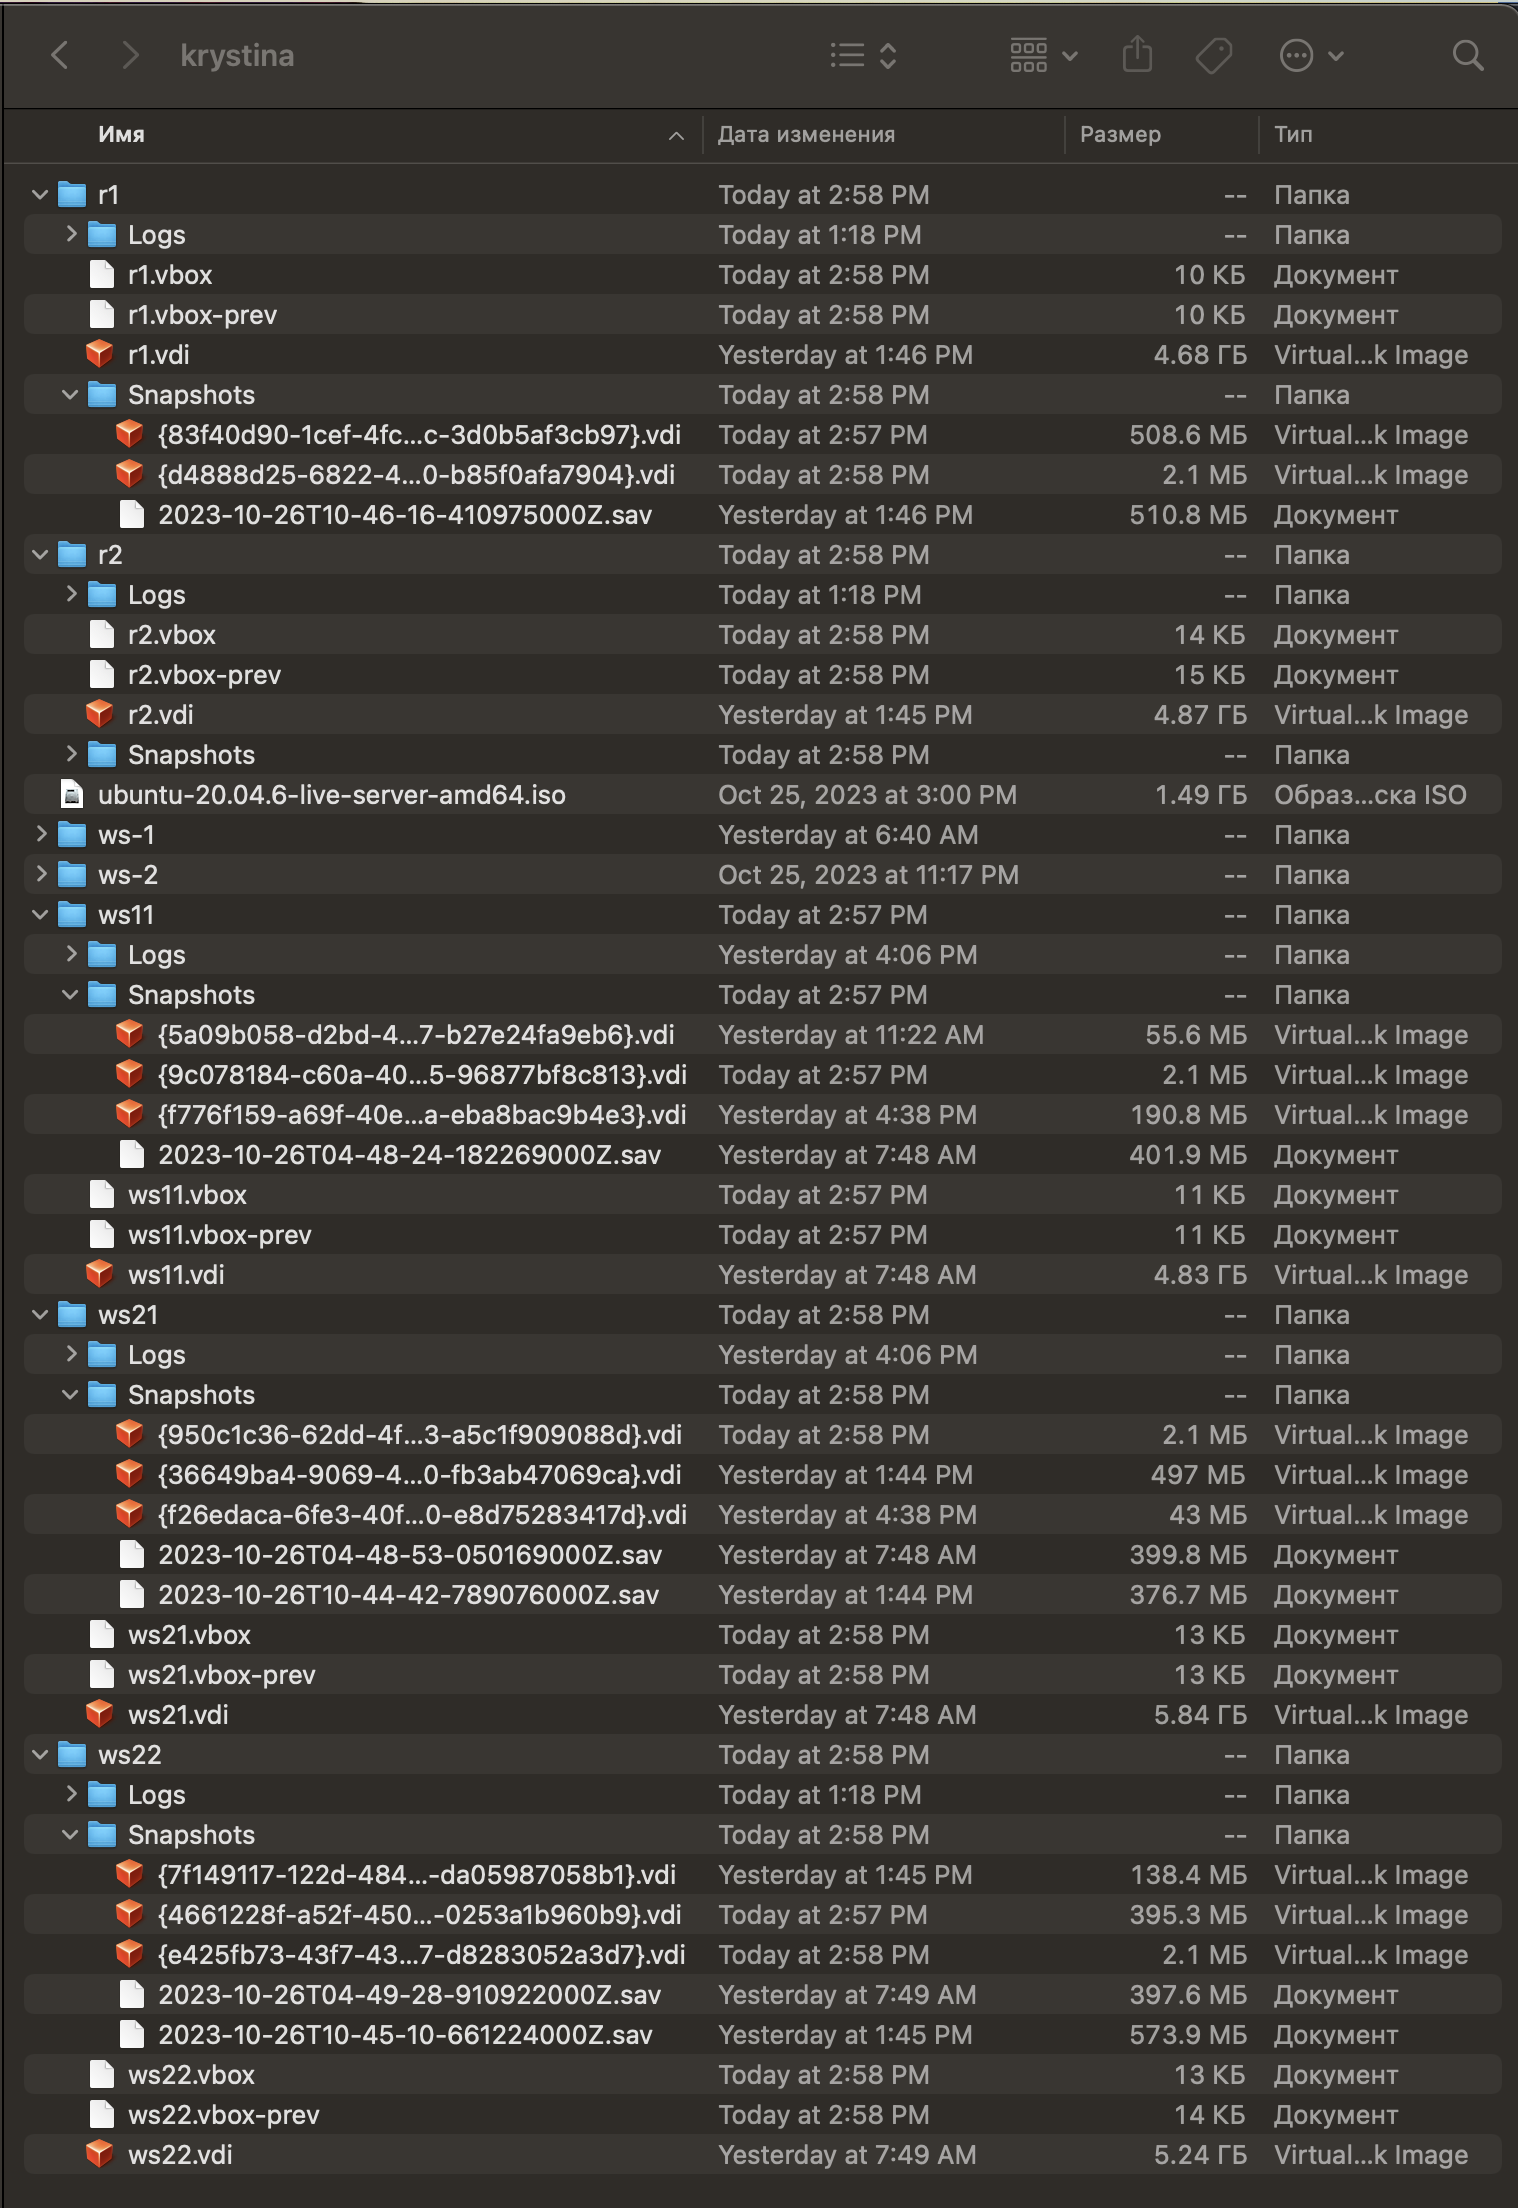 krystina
Имя Дата изменения Размер Тип
r1 Today at 2:58 PM -- Папка
Logs Today at 1:18 PM -- Папка
r1.vbox Today at 2:58 PM 10 КБ Документ
r1.vbox-prev Today at 2:58 PM 10 КБ Документ
r1.vdi Yesterday at 1:46 PM 4.68 ГБ Virtual...k Image
Snapshots Today at 2:58 PM -- Папка
{83f40d90-1cef-4fc...c-3d0b5af3cb97}.vdi Today at 2:57 PM 508.6 МБ Virtual...k Image
{d4888d25-6822-4...0-b85f0afa7904}.vdi Today at 2:58 PM 2.1 МБ Virtual...k Image
2023-10-26T10-46-16-410975000Z.sav Yesterday at 1:46 PM 510.8 МБ Документ
r2 Today at 2:58 PM -- Папка
Logs Today at 1:18 PM -- Папка
r2.vbox Today at 2:58 PM 14 КБ Документ
r2.vbox-prev Today at 2:58 PM 15 КБ Документ
r2.vdi Yesterday at 1:45 PM 4.87 ГБ Virtual...k Image
Snapshots Today at 2:58 PM -- Папка
ubuntu-20.04.6-live-server-amd64.iso Oct 25, 2023 at 3:00 PM 1.49 ГБ Образ...ска ISO
ws-1 Yesterday at 6:40 AM -- Папка
ws-2 Oct 25, 2023 at 11:17 PM -- Папка
ws11 Today at 2:57 PM -- Папка
Logs Yesterday at 4:06 PM -- Папка
Snapshots Today at 2:57 PM -- Папка
{5a09b058-d2bd-4...7-b27e24fa9eb6}.vdi Yesterday at 11:22 AM 55.6 МБ Virtual...k Image
{9c078184-c60a-40...5-96877bf8c813}.vdi Today at 2:57 PM 2.1 МБ Virtual...k Image
{f776f159-a69f-40e...a-eba8bac9b4e3}.vdi Yesterday at 4:38 PM 190.8 МБ Virtual...k Image
2023-10-26T04-48-24-182269000Z.sav Yesterday at 7:48 AM 401.9 МБ Документ
ws11.vbox Today at 2:57 PM 11 КБ Документ
ws11.vbox-prev Today at 2:57 PM 11 КБ Документ
ws11.vdi Yesterday at 7:48 AM 4.83 ГБ Virtual...k Image
ws21 Today at 2:58 PM -- Папка
Logs Yesterday at 4:06 PM -- Папка
Snapshots Today at 2:58 PM -- Папка
{950c1c36-62dd-4f...3-a5c1f909088d}.vdi Today at 2:58 PM 2.1 МБ Virtual...k Image
{36649ba4-9069-4...0-fb3ab47069ca}.vdi Yesterday at 1:44 PM 497 МБ Virtual...k Image
{f26edaca-6fe3-40f...0-e8d75283417d}.vdi Yesterday at 4:38 PM 43 МБ Virtual...k Image
2023-10-26T04-48-53-050169000Z.sav Yesterday at 7:48 AM 399.8 МБ Документ
2023-10-26T10-44-42-789076000Z.sav Yesterday at 1:44 PM 376.7 МБ Документ
ws21.vbox Today at 2:58 PM 13 КБ Документ
ws21.vbox-prev Today at 2:58 PM 13 КБ Документ
ws21.vdi Yesterday at 7:48 AM 5.84 ГБ Virtual...k Image
ws22 Today at 2:58 PM -- Папка
Logs Today at 1:18 PM -- Папка
Snapshots Today at 2:58 PM -- Папка
{7f149117-122d-484...-da05987058b1}.vdi Yesterday at 1:45 PM 138.4 МБ Virtual...k Image
{4661228f-a52f-450...-0253a1b960b9}.vdi Today at 2:57 PM 395.3 МБ Virtual...k Image
{e425fb73-43f7-43...7-d8283052a3d7}.vdi Today at 2:58 PM 2.1 МБ Virtual...k Image
2023-10-26T04-49-28-910922000Z.sav Yesterday at 7:49 AM 397.6 МБ Документ
2023-10-26T10-45-10-661224000Z.sav Yesterday at 1:45 PM 573.9 МБ Документ
ws22.vbox Today at 2:58 PM 13 КБ Документ
ws22.vbox-prev Today at 2:58 PM 14 КБ Документ
ws22.vdi Yesterday at 7:49 AM 5.24 ГБ Virtual...k Image